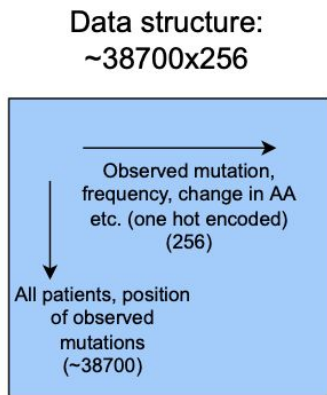 Data structure:
~38700x256
Observed mutation,
frequency, change in AA
etc. (one hot encoded)
(256)
All patients, position
of observed
mutations
(~38700)